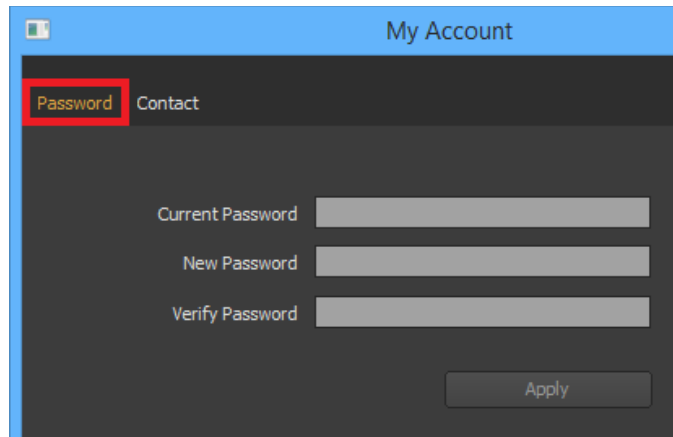 My Account
Password Contact
Current Password
New Password
Verify Password
Apply